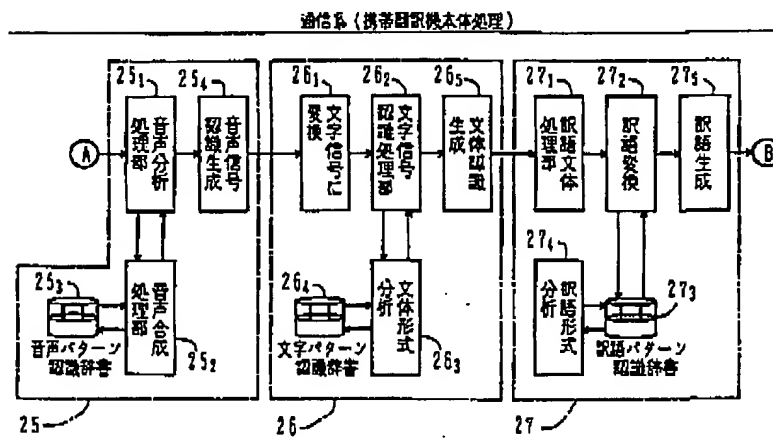 通信系(携帯翻訳機本体処理)
25₁
25₄
26₁
26₂
26₅
27₁
27₂
27₅
A
音声分析
処理部
音声信号
認識生成
文字信号に
変換
文字信号
認識処理部
文体認識
生成
訳語文体
処理部
訳語変換
訳語生成
B
25₃
音声合成
処理部
25₂
音声パターン
認識辞書
26₄
文体形式
分析
26₃
文字パターン
認識辞書
27₄
訳語形式
分析
27₃
訳語パターン
認識辞書
25
26
27